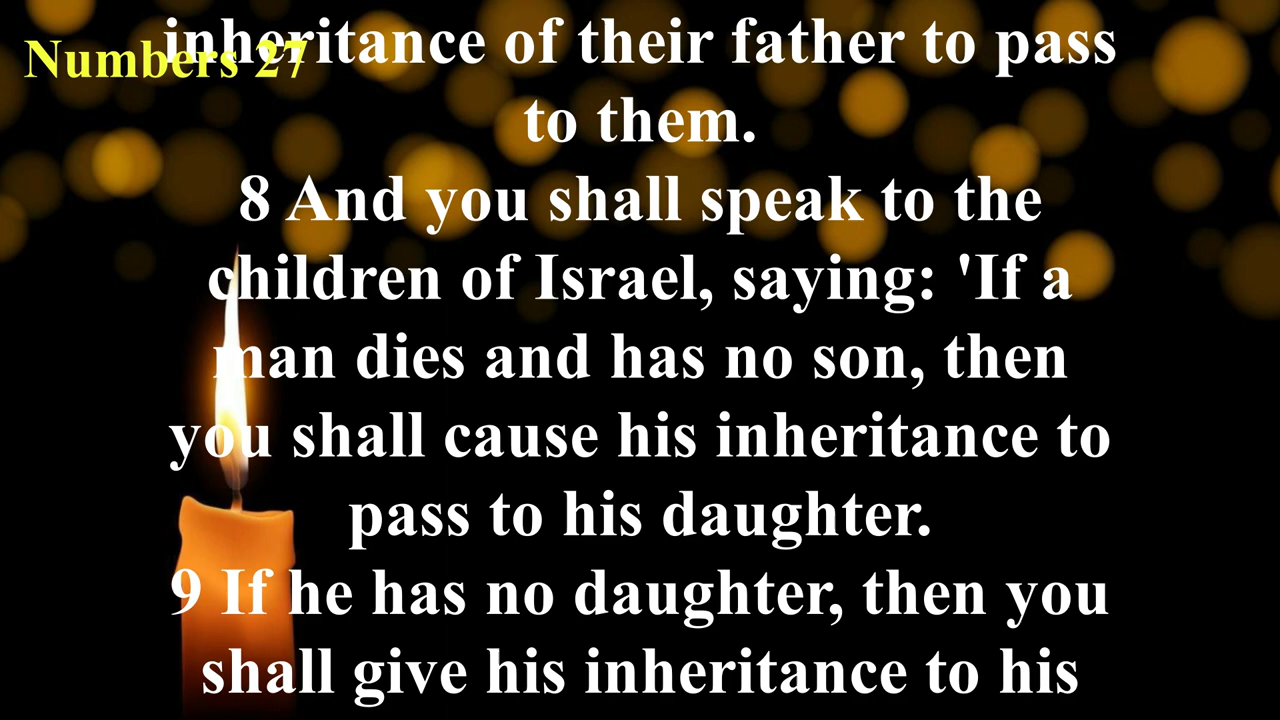 Numbers 27
inheritance of their father to pass
to them.
8 And you shall speak to the
children of Israel, saying: 'If a
man dies and has no son, then
you shall cause his inheritance to
pass to his daughter.
9 If he has no daughter, then you
shall give his inheritance to his